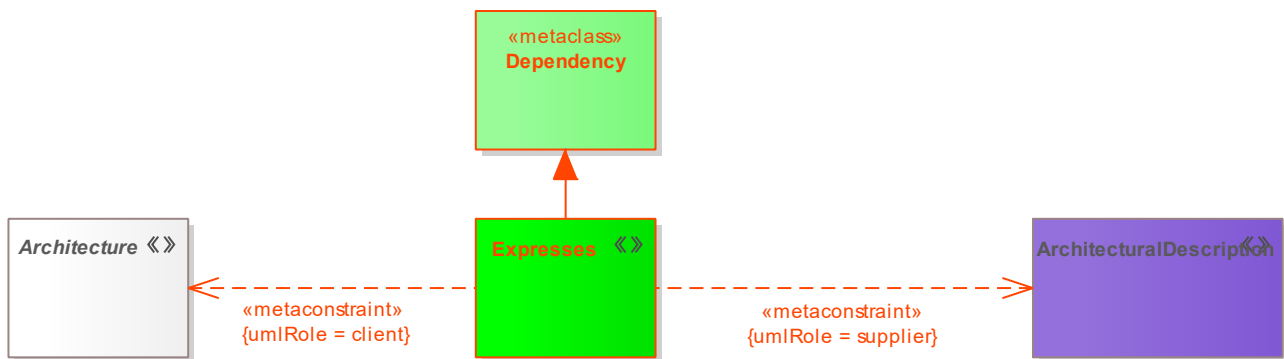 «metaclass»
Dependency
Architecture «»
Expresses «»
ArchitecturalDescription «»
«metaconstraint»
{umlRole = client}
«metaconstraint»
{umlRole = supplier}